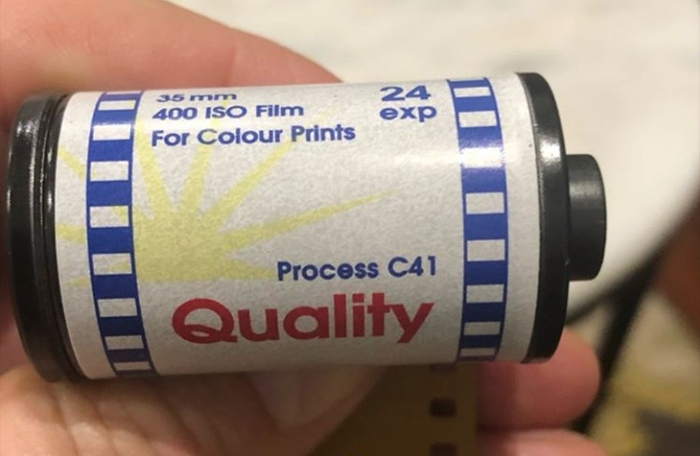 35 mm
400 ISO Film
For Colour Prints
24
exp
Process C41
Quality